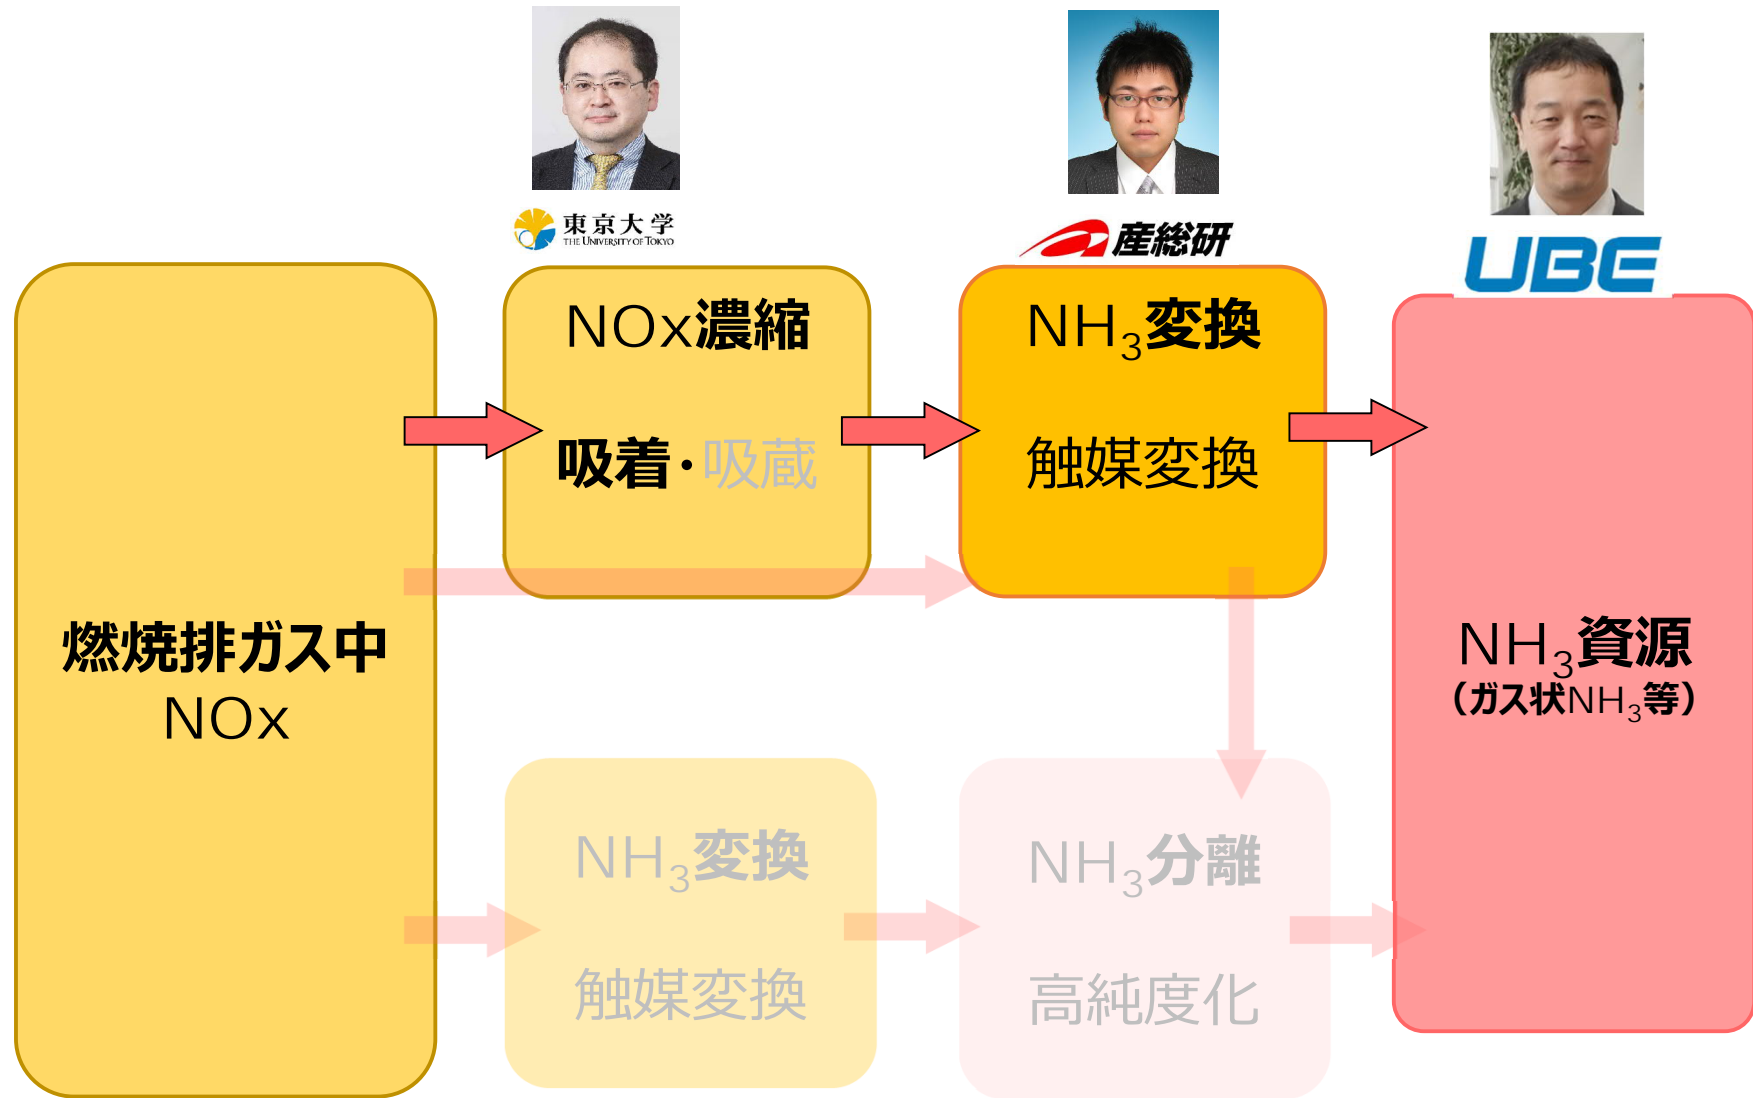 東京大学
THE UNIVERSITY OF TOKYO
産総研
UBE
NOx濃縮
吸着・吸蔵
NH₃変換
触媒変換
燃焼排ガス中
NOx
NH₃資源
（ガス状NH₃等）
NH₃変換
触媒変換
NH₃分離
高純度化